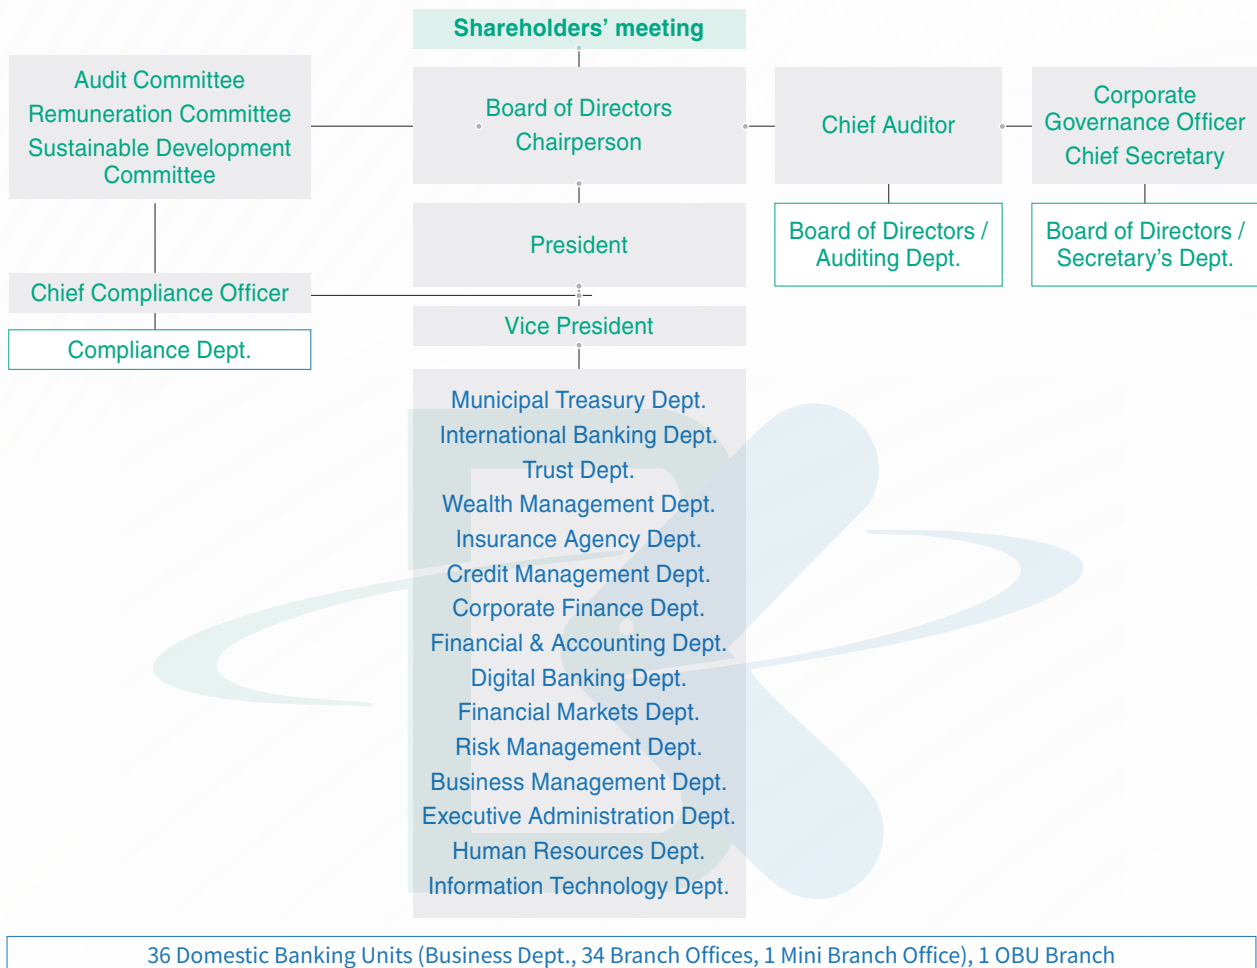 Shareholders' meeting
Audit Committee
Remuneration Committee
Sustainable Development
Committee
Board of Directors
Chairperson
Chief Auditor
Corporate
Governance Officer
Chief Secretary
President
Board of Directors /
Auditing Dept.
Board of Directors /
Secretary's Dept.
Chief Compliance Officer
Compliance Dept.
Vice President
Municipal Treasury Dept.
International Banking Dept.
Trust Dept.
Wealth Management Dept.
Insurance Agency Dept.
Credit Management Dept.
Corporate Finance Dept.
Financial & Accounting Dept.
Digital Banking Dept.
Financial Markets Dept.
Risk Management Dept.
Business Management Dept.
Executive Administration Dept.
Human Resources Dept.
Information Technology Dept.
36 Domestic Banking Units (Business Dept., 34 Branch Offices, 1 Mini Branch Office), 1 OBU Branch